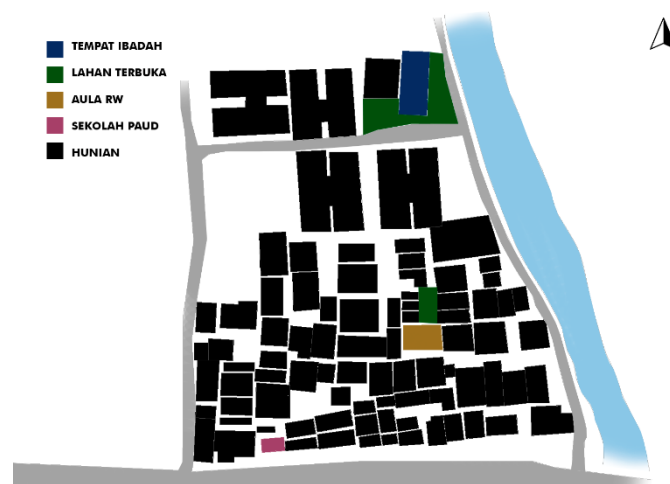 TEMPAT IBADAH
LAHAN TERBUKA
AULA RW
SEKOLAH PAUD
HUNIAN